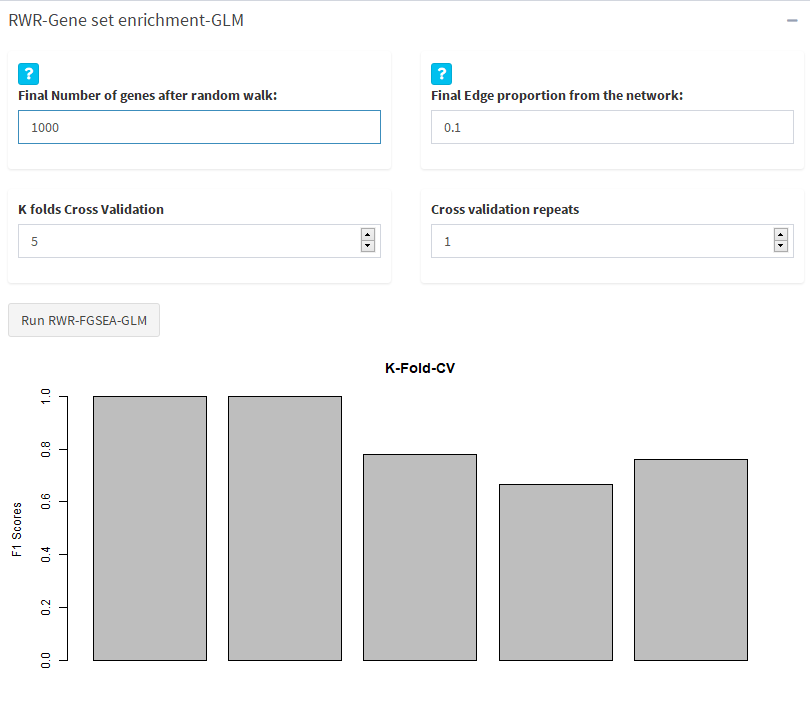 RWR-Gene set enrichment-GLM
?
Final Number of genes after random walk:
1000
?
Final Edge proportion from the network:
0.1
K folds Cross Validation
5
Cross validation repeats
1
Run RWR-FGSEA-GLM
K-Fold-CV
F1 Scores
1.0
0.8
0.6
0.4
0.2
0.0